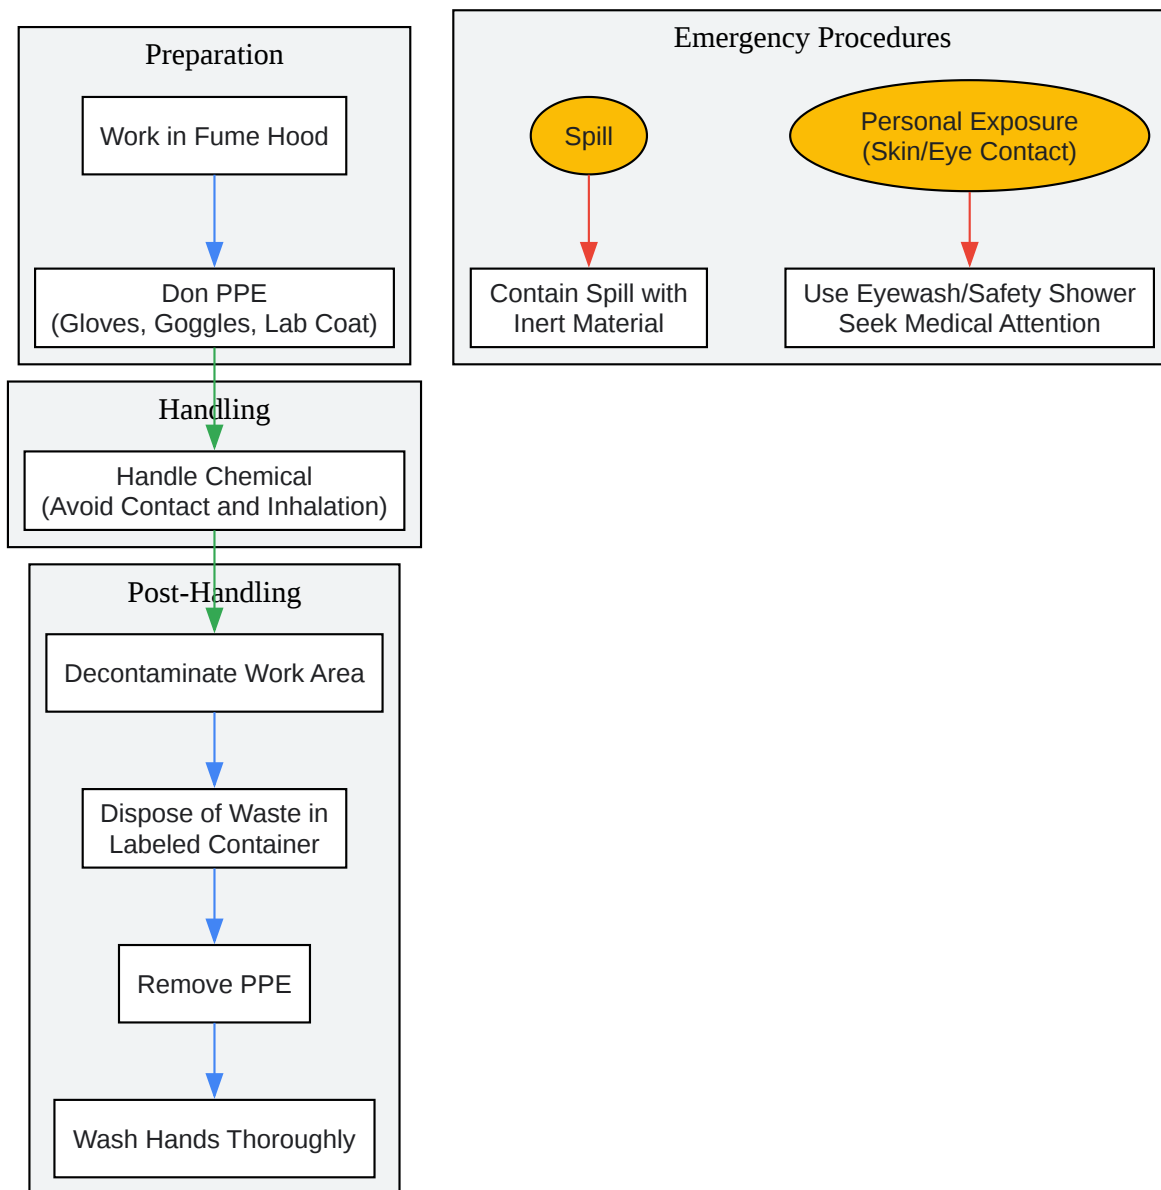 Preparation
Work in Fume Hood
Don PPE
(Gloves, Goggles, Lab Coat)
Handling
Handle Chemical
(Avoid Contact and Inhalation)
Post-Handling
Decontaminate Work Area
Dispose of Waste in
Labeled Container
Remove PPE
Wash Hands Thoroughly
Emergency Procedures
Spill
Contain Spill with
Inert Material
Personal Exposure
(Skin/Eye Contact)
Use Eyewash/Safety Shower
Seek Medical Attention